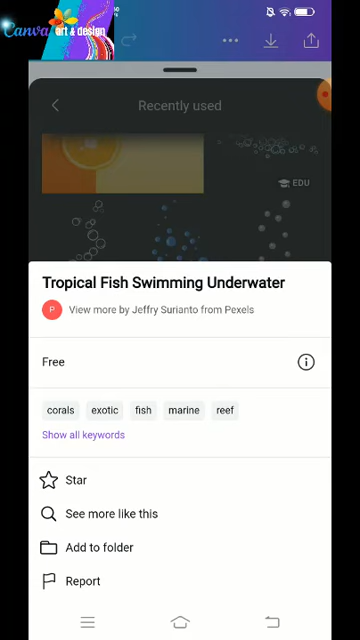 Canva art & design
Recently used
EDU
Tropical Fish Swimming Underwater
P
View more by Jeffry Surianto from Pexels
Free
corals exotic fish marine reef
Show all keywords
Star
See more like this
Add to folder
Report